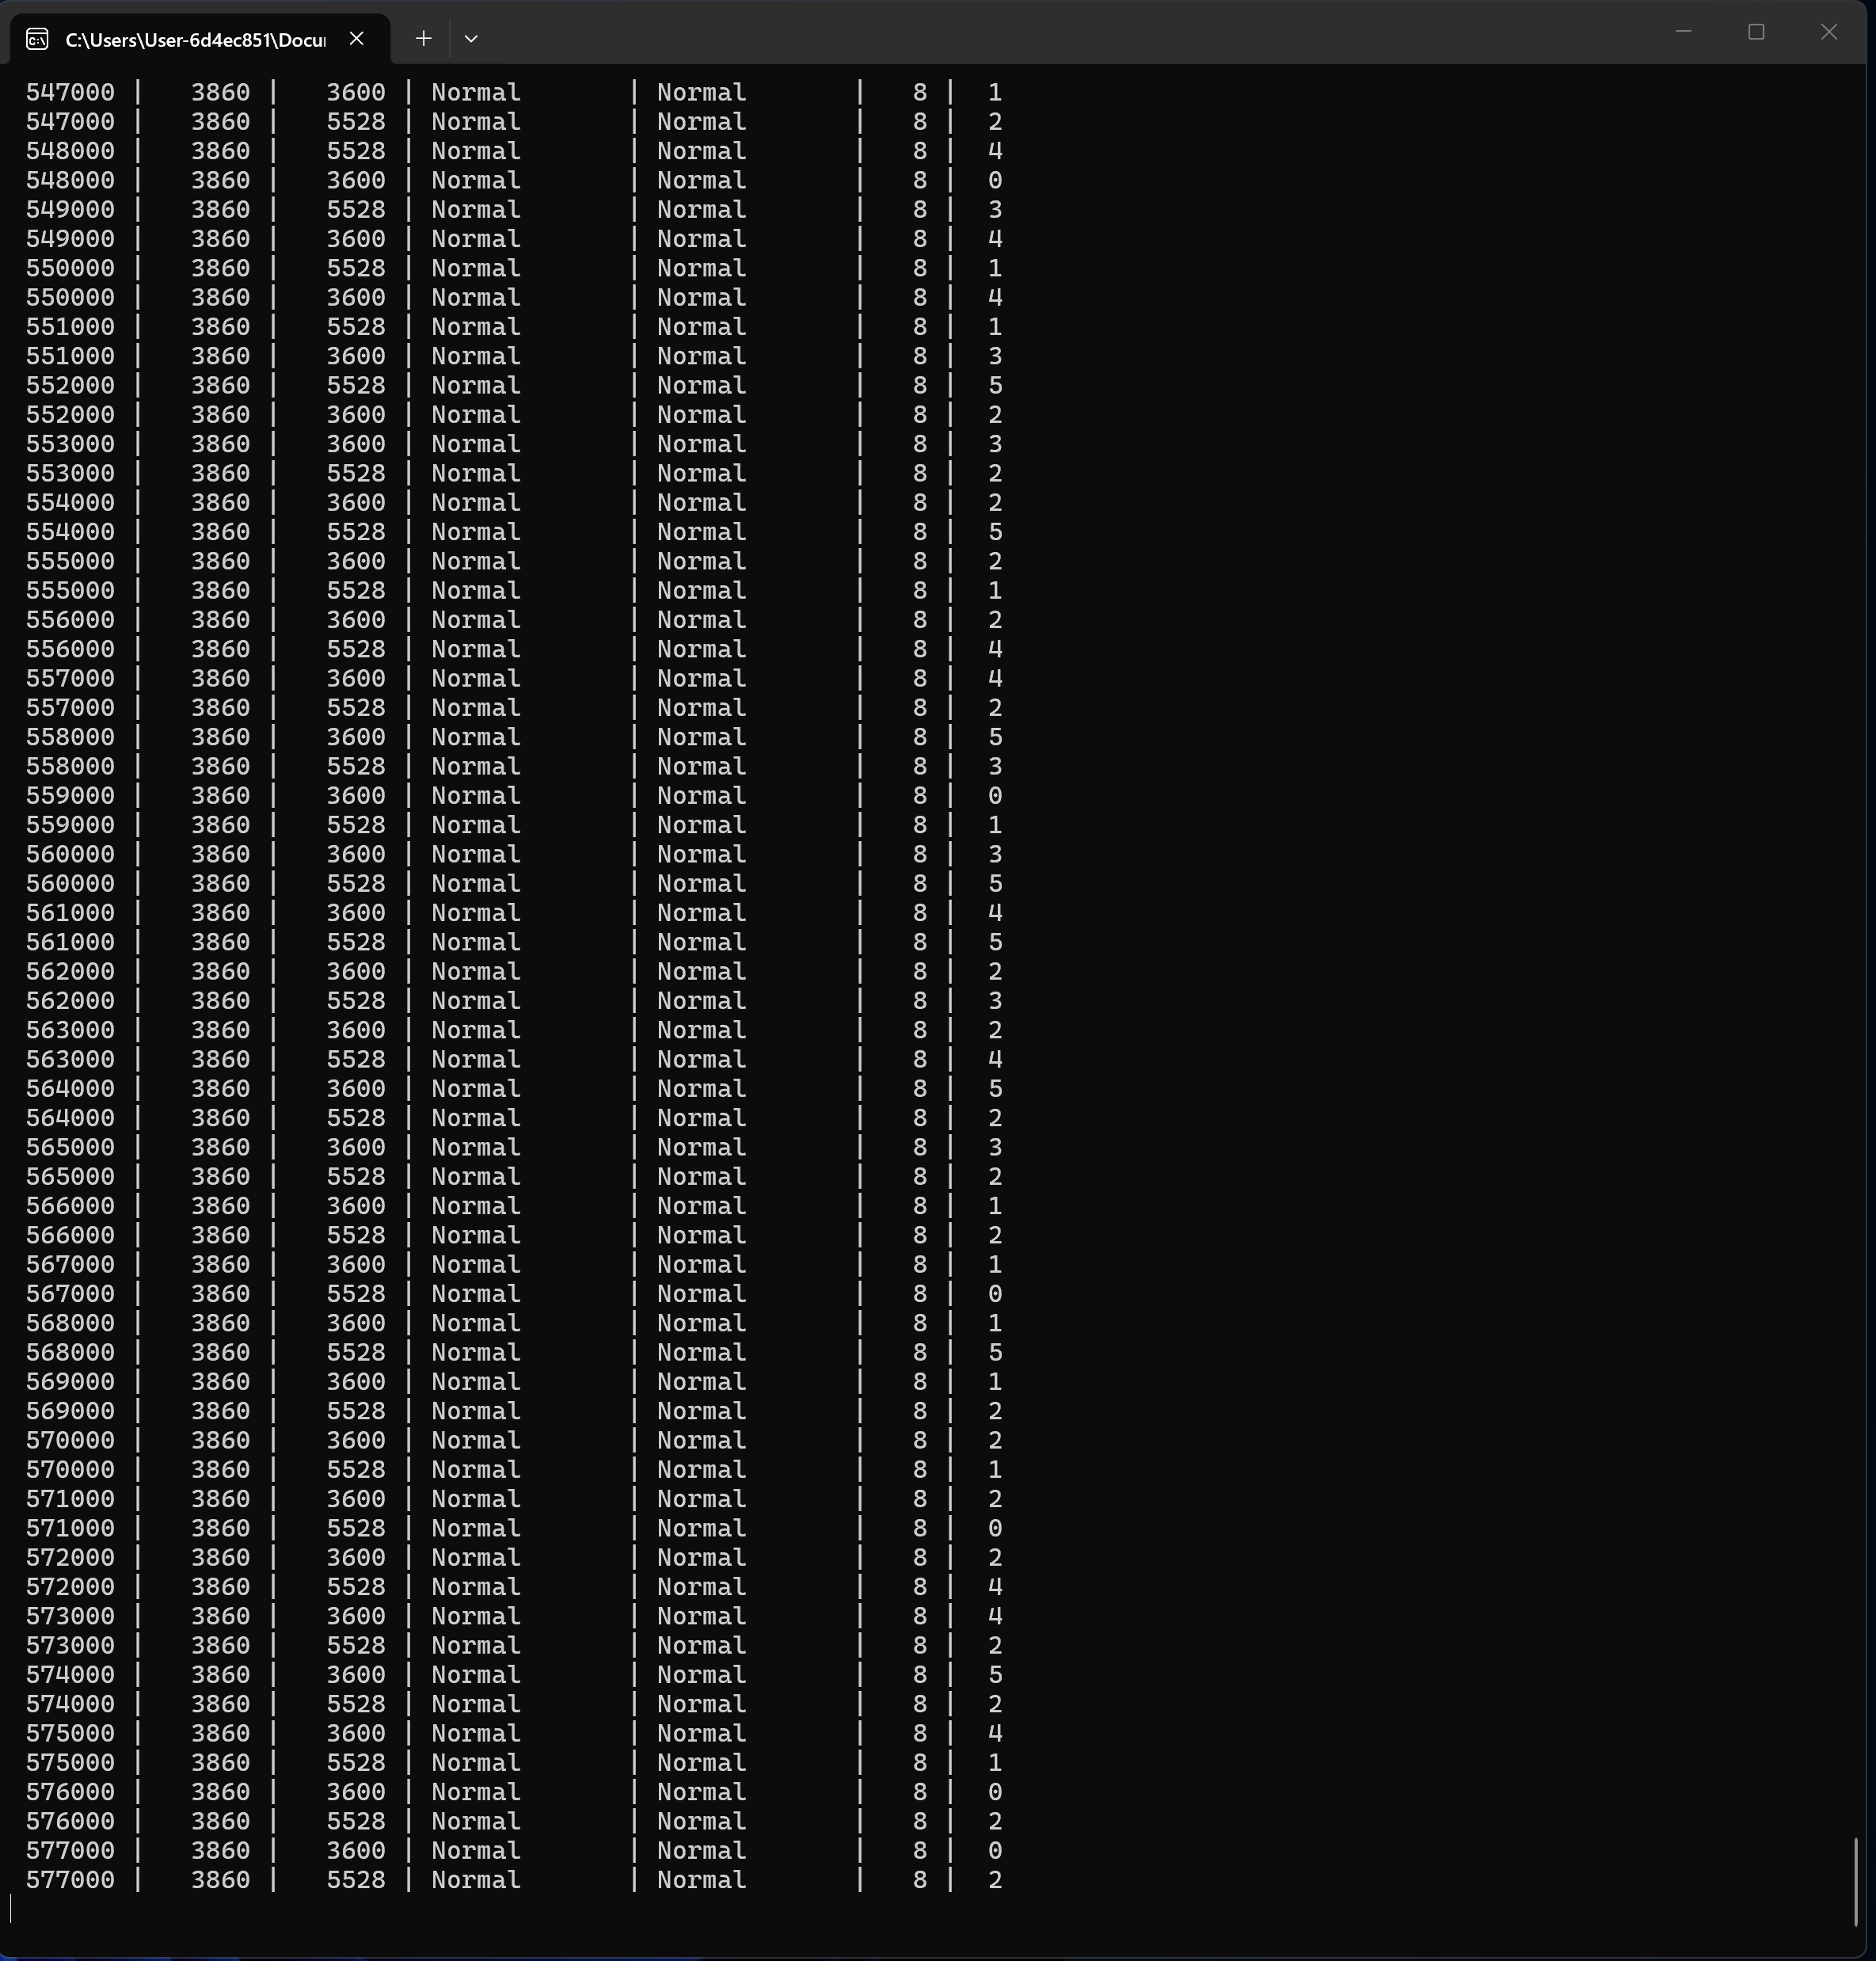 C:\Users\User-6d4ec851\Docu
547000 | 3860 | 3600 | Normal | Normal | 8 | 1
547000 | 3860 | 5528 | Normal | Normal | 8 | 2
548000 | 3860 | 5528 | Normal | Normal | 8 | 4
548000 | 3860 | 3600 | Normal | Normal | 8 | 0
549000 | 3860 | 5528 | Normal | Normal | 8 | 3
549000 | 3860 | 3600 | Normal | Normal | 8 | 4
550000 | 3860 | 5528 | Normal | Normal | 8 | 1
550000 | 3860 | 3600 | Normal | Normal | 8 | 4
551000 | 3860 | 5528 | Normal | Normal | 8 | 1
551000 | 3860 | 3600 | Normal | Normal | 8 | 3
552000 | 3860 | 5528 | Normal | Normal | 8 | 5
552000 | 3860 | 3600 | Normal | Normal | 8 | 2
553000 | 3860 | 3600 | Normal | Normal | 8 | 3
553000 | 3860 | 5528 | Normal | Normal | 8 | 2
554000 | 3860 | 3600 | Normal | Normal | 8 | 2
554000 | 3860 | 5528 | Normal | Normal | 8 | 5
555000 | 3860 | 3600 | Normal | Normal | 8 | 2
555000 | 3860 | 5528 | Normal | Normal | 8 | 1
556000 | 3860 | 3600 | Normal | Normal | 8 | 2
556000 | 3860 | 5528 | Normal | Normal | 8 | 4
557000 | 3860 | 3600 | Normal | Normal | 8 | 4
557000 | 3860 | 5528 | Normal | Normal | 8 | 2
558000 | 3860 | 3600 | Normal | Normal | 8 | 5
558000 | 3860 | 5528 | Normal | Normal | 8 | 3
559000 | 3860 | 3600 | Normal | Normal | 8 | 0
559000 | 3860 | 5528 | Normal | Normal | 8 | 1
560000 | 3860 | 3600 | Normal | Normal | 8 | 3
560000 | 3860 | 5528 | Normal | Normal | 8 | 5
561000 | 3860 | 3600 | Normal | Normal | 8 | 4
561000 | 3860 | 5528 | Normal | Normal | 8 | 5
562000 | 3860 | 3600 | Normal | Normal | 8 | 2
562000 | 3860 | 5528 | Normal | Normal | 8 | 3
563000 | 3860 | 3600 | Normal | Normal | 8 | 2
563000 | 3860 | 5528 | Normal | Normal | 8 | 4
564000 | 3860 | 3600 | Normal | Normal | 8 | 5
564000 | 3860 | 5528 | Normal | Normal | 8 | 2
565000 | 3860 | 3600 | Normal | Normal | 8 | 3
565000 | 3860 | 5528 | Normal | Normal | 8 | 2
566000 | 3860 | 3600 | Normal | Normal | 8 | 1
566000 | 3860 | 5528 | Normal | Normal | 8 | 2
567000 | 3860 | 3600 | Normal | Normal | 8 | 1
567000 | 3860 | 5528 | Normal | Normal | 8 | 0
568000 | 3860 | 3600 | Normal | Normal | 8 | 1
568000 | 3860 | 5528 | Normal | Normal | 8 | 5
569000 | 3860 | 3600 | Normal | Normal | 8 | 1
569000 | 3860 | 5528 | Normal | Normal | 8 | 2
570000 | 3860 | 3600 | Normal | Normal | 8 | 2
570000 | 3860 | 5528 | Normal | Normal | 8 | 1
571000 | 3860 | 3600 | Normal | Normal | 8 | 2
571000 | 3860 | 5528 | Normal | Normal | 8 | 0
572000 | 3860 | 3600 | Normal | Normal | 8 | 2
572000 | 3860 | 5528 | Normal | Normal | 8 | 4
573000 | 3860 | 3600 | Normal | Normal | 8 | 4
573000 | 3860 | 5528 | Normal | Normal | 8 | 2
574000 | 3860 | 3600 | Normal | Normal | 8 | 5
574000 | 3860 | 5528 | Normal | Normal | 8 | 2
575000 | 3860 | 3600 | Normal | Normal | 8 | 4
575000 | 3860 | 5528 | Normal | Normal | 8 | 1
576000 | 3860 | 3600 | Normal | Normal | 8 | 0
576000 | 3860 | 5528 | Normal | Normal | 8 | 2
577000 | 3860 | 3600 | Normal | Normal | 8 | 0
577000 | 3860 | 5528 | Normal | Normal | 8 | 2